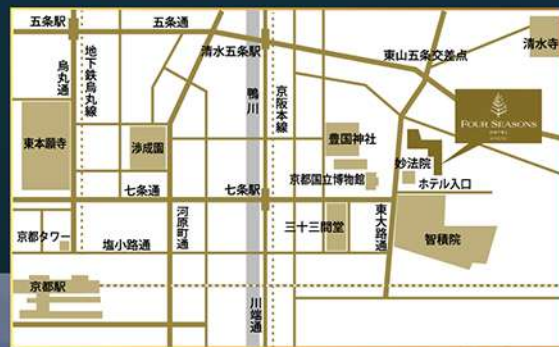 五条駅
五条通
清水五条駅
東山五条交差点
清水寺
烏丸通
地下鉄烏丸線
鴨川
京阪本線
FOUR SEASONS
HOTEL
東本願寺
渉成園
豊国神社
妙法院
京都国立博物館
ホテル入口
七条通
七条駅
河原町通
三十三間堂
東大路通
智積院
京都タワー
塩小路通
京都駅
川端通